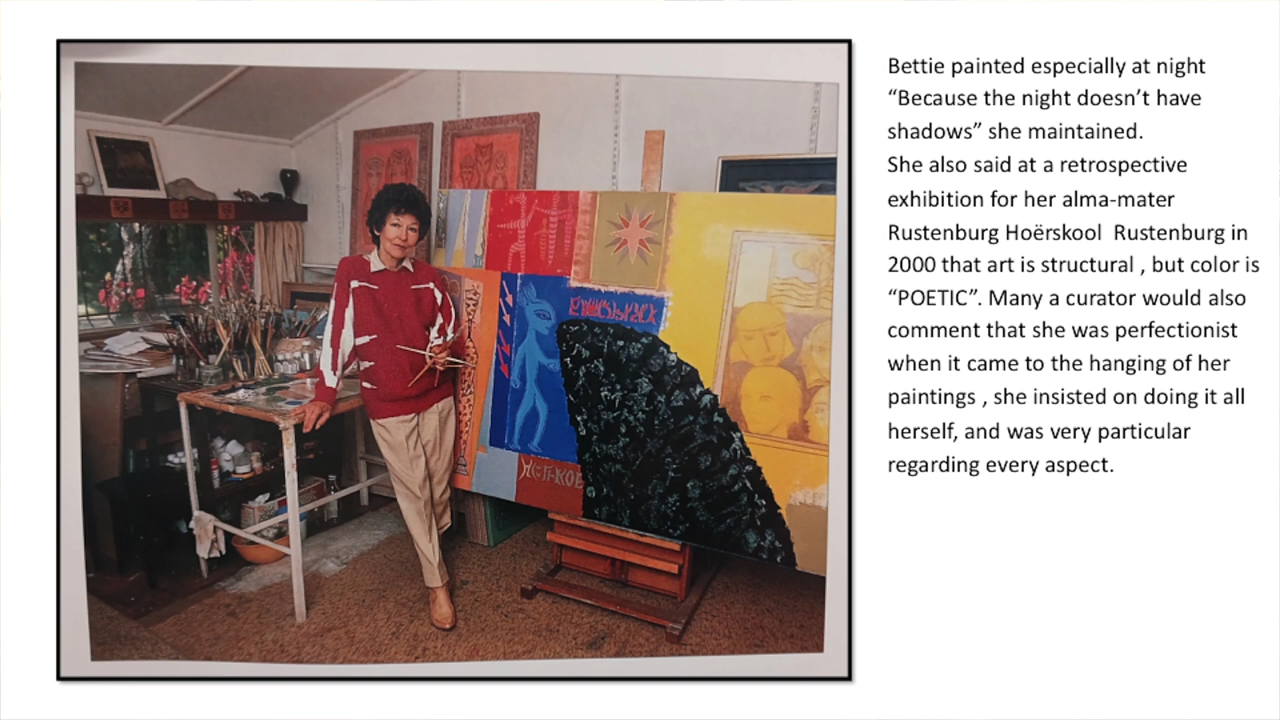 Bettie painted especially at night
“Because the night doesn’t have
shadows” she maintained.
She also said at a retrospective
exhibition for her alma-mater
Rustenburg Hoërskool  Rustenburg in
2000 that art is structural , but color is
“POETIC”. Many a curator would also
comment that she was perfectionist
when it came to the hanging of her
paintings , she insisted on doing it all
herself, and was very particular
regarding every aspect.